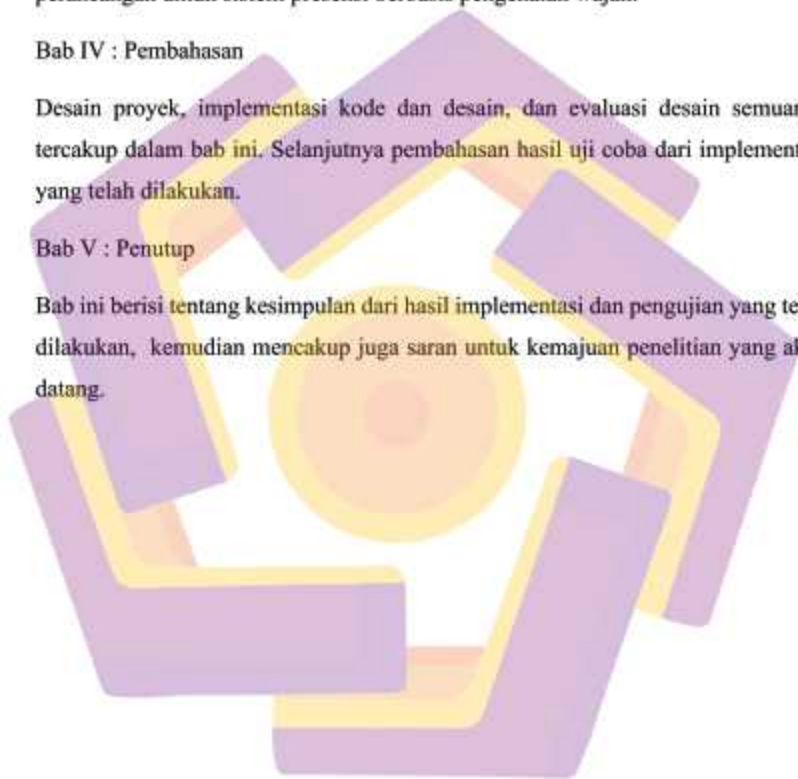 Bab IV : Pembahasan
Desain proyek, implementasi kode dan desain, dan evaluasi desain semuan
tercakup dalam bab ini. Selanjutnya pembahasan hasil uji coba dari implement
yang telah dilakukan.
Bab V : Penutup
Bab ini berisi tentang kesimpulan dari hasil implementasi dan pengujian yang te
dilakukan, kemudian mencakup juga saran untuk kemajuan penelitian yang ak
datang.